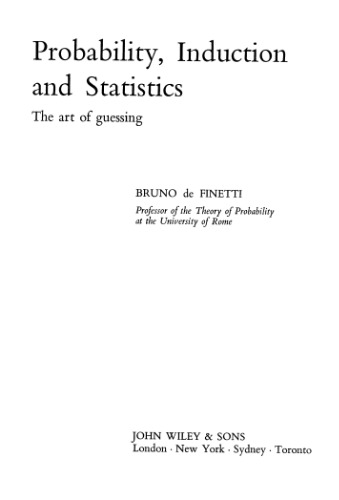 Probability, Induction
and Statistics
The art of guessing
BRUNO de FINETTI
Professor of the Theory of Probability
at the University of Rome
JOHN WILEY & SONS
London · New York · Sydney · Toronto